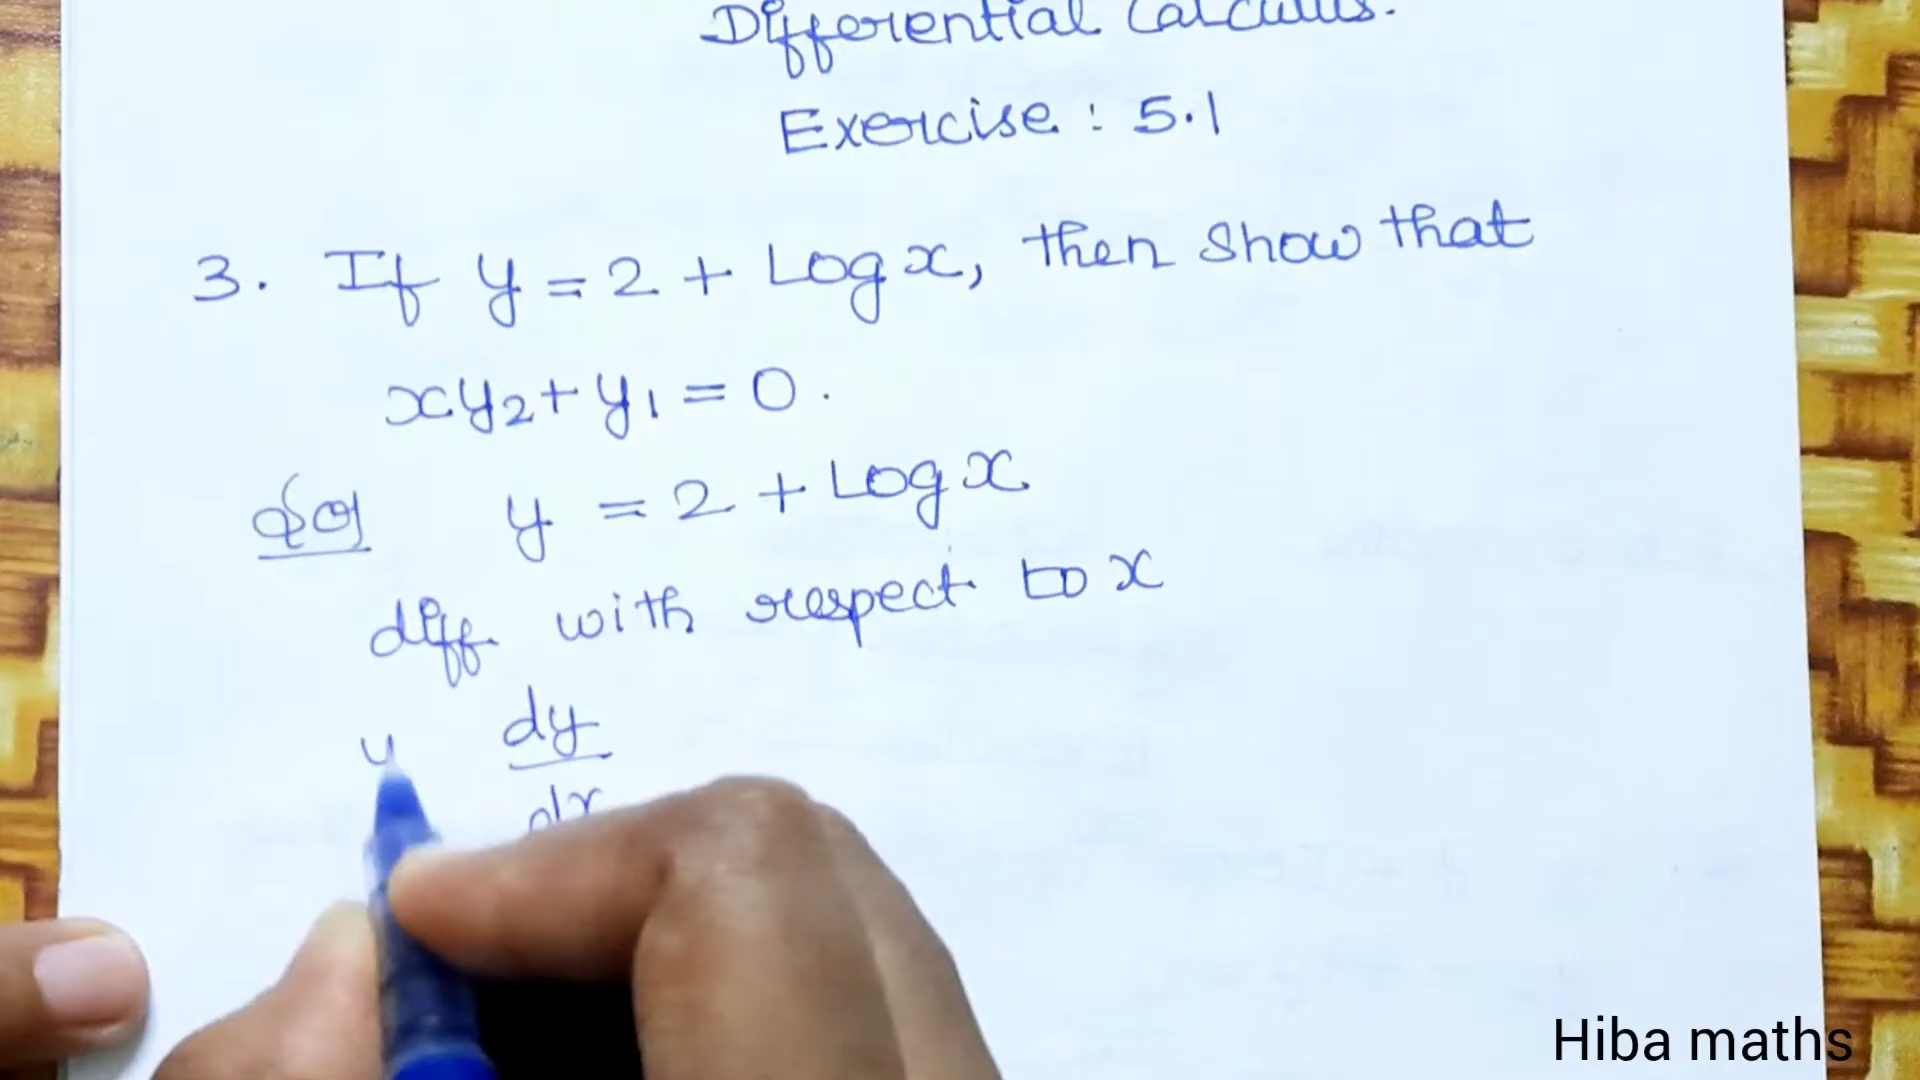 Differential Calculus.
Exercise : 5.1
3. If y = 2 + Log x, then show that
xy₂ + y₁ = 0.
y = 2 + Log x
diff with respect to x
y dy
dx
Hiba maths